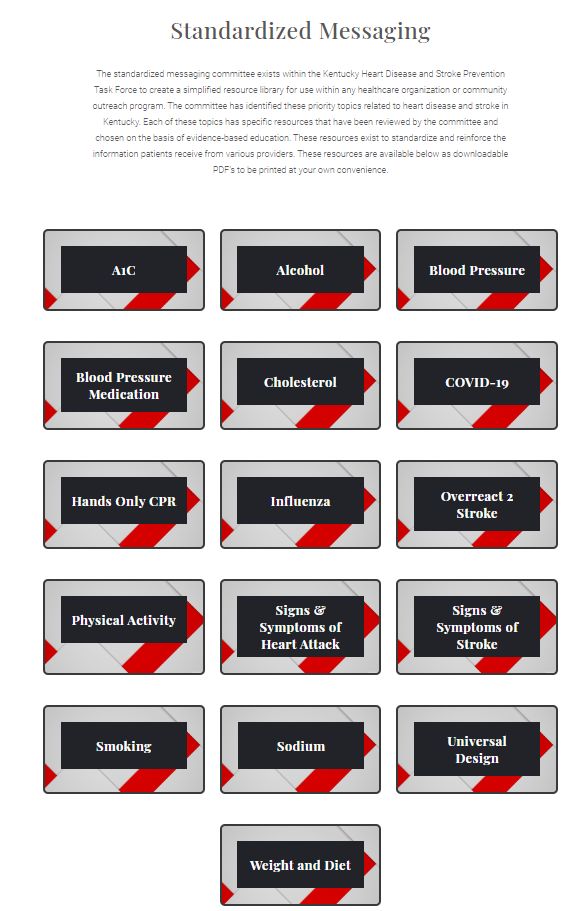 Standardized Messaging
The standardized messaging committee exists within the Kentucky Heart Disease and Stroke Prevention
Task Force to create a simplified resource library for use within any healthcare organization or community
outreach program. The committee has identified these priority topics related to heart disease and stroke in
Kentucky. Each of these topics has specific resources that have been reviewed by the committee and
chosen on the basis of evidence-based education. These resources exist to standardize and reinforce the
information patients receive from various providers. These resources are available below as downloadable
PDF's to be printed at your own convenience.
A1C
Alcohol
Blood Pressure
Blood Pressure
Medication
Cholesterol
COVID-19
Hands Only CPR
Influenza
Overreact 2
Stroke
Physical Activity
Signs &
Symptoms of
Heart Attack
Signs &
Symptoms of
Stroke
Smoking
Sodium
Universal
Design
Weight and Diet